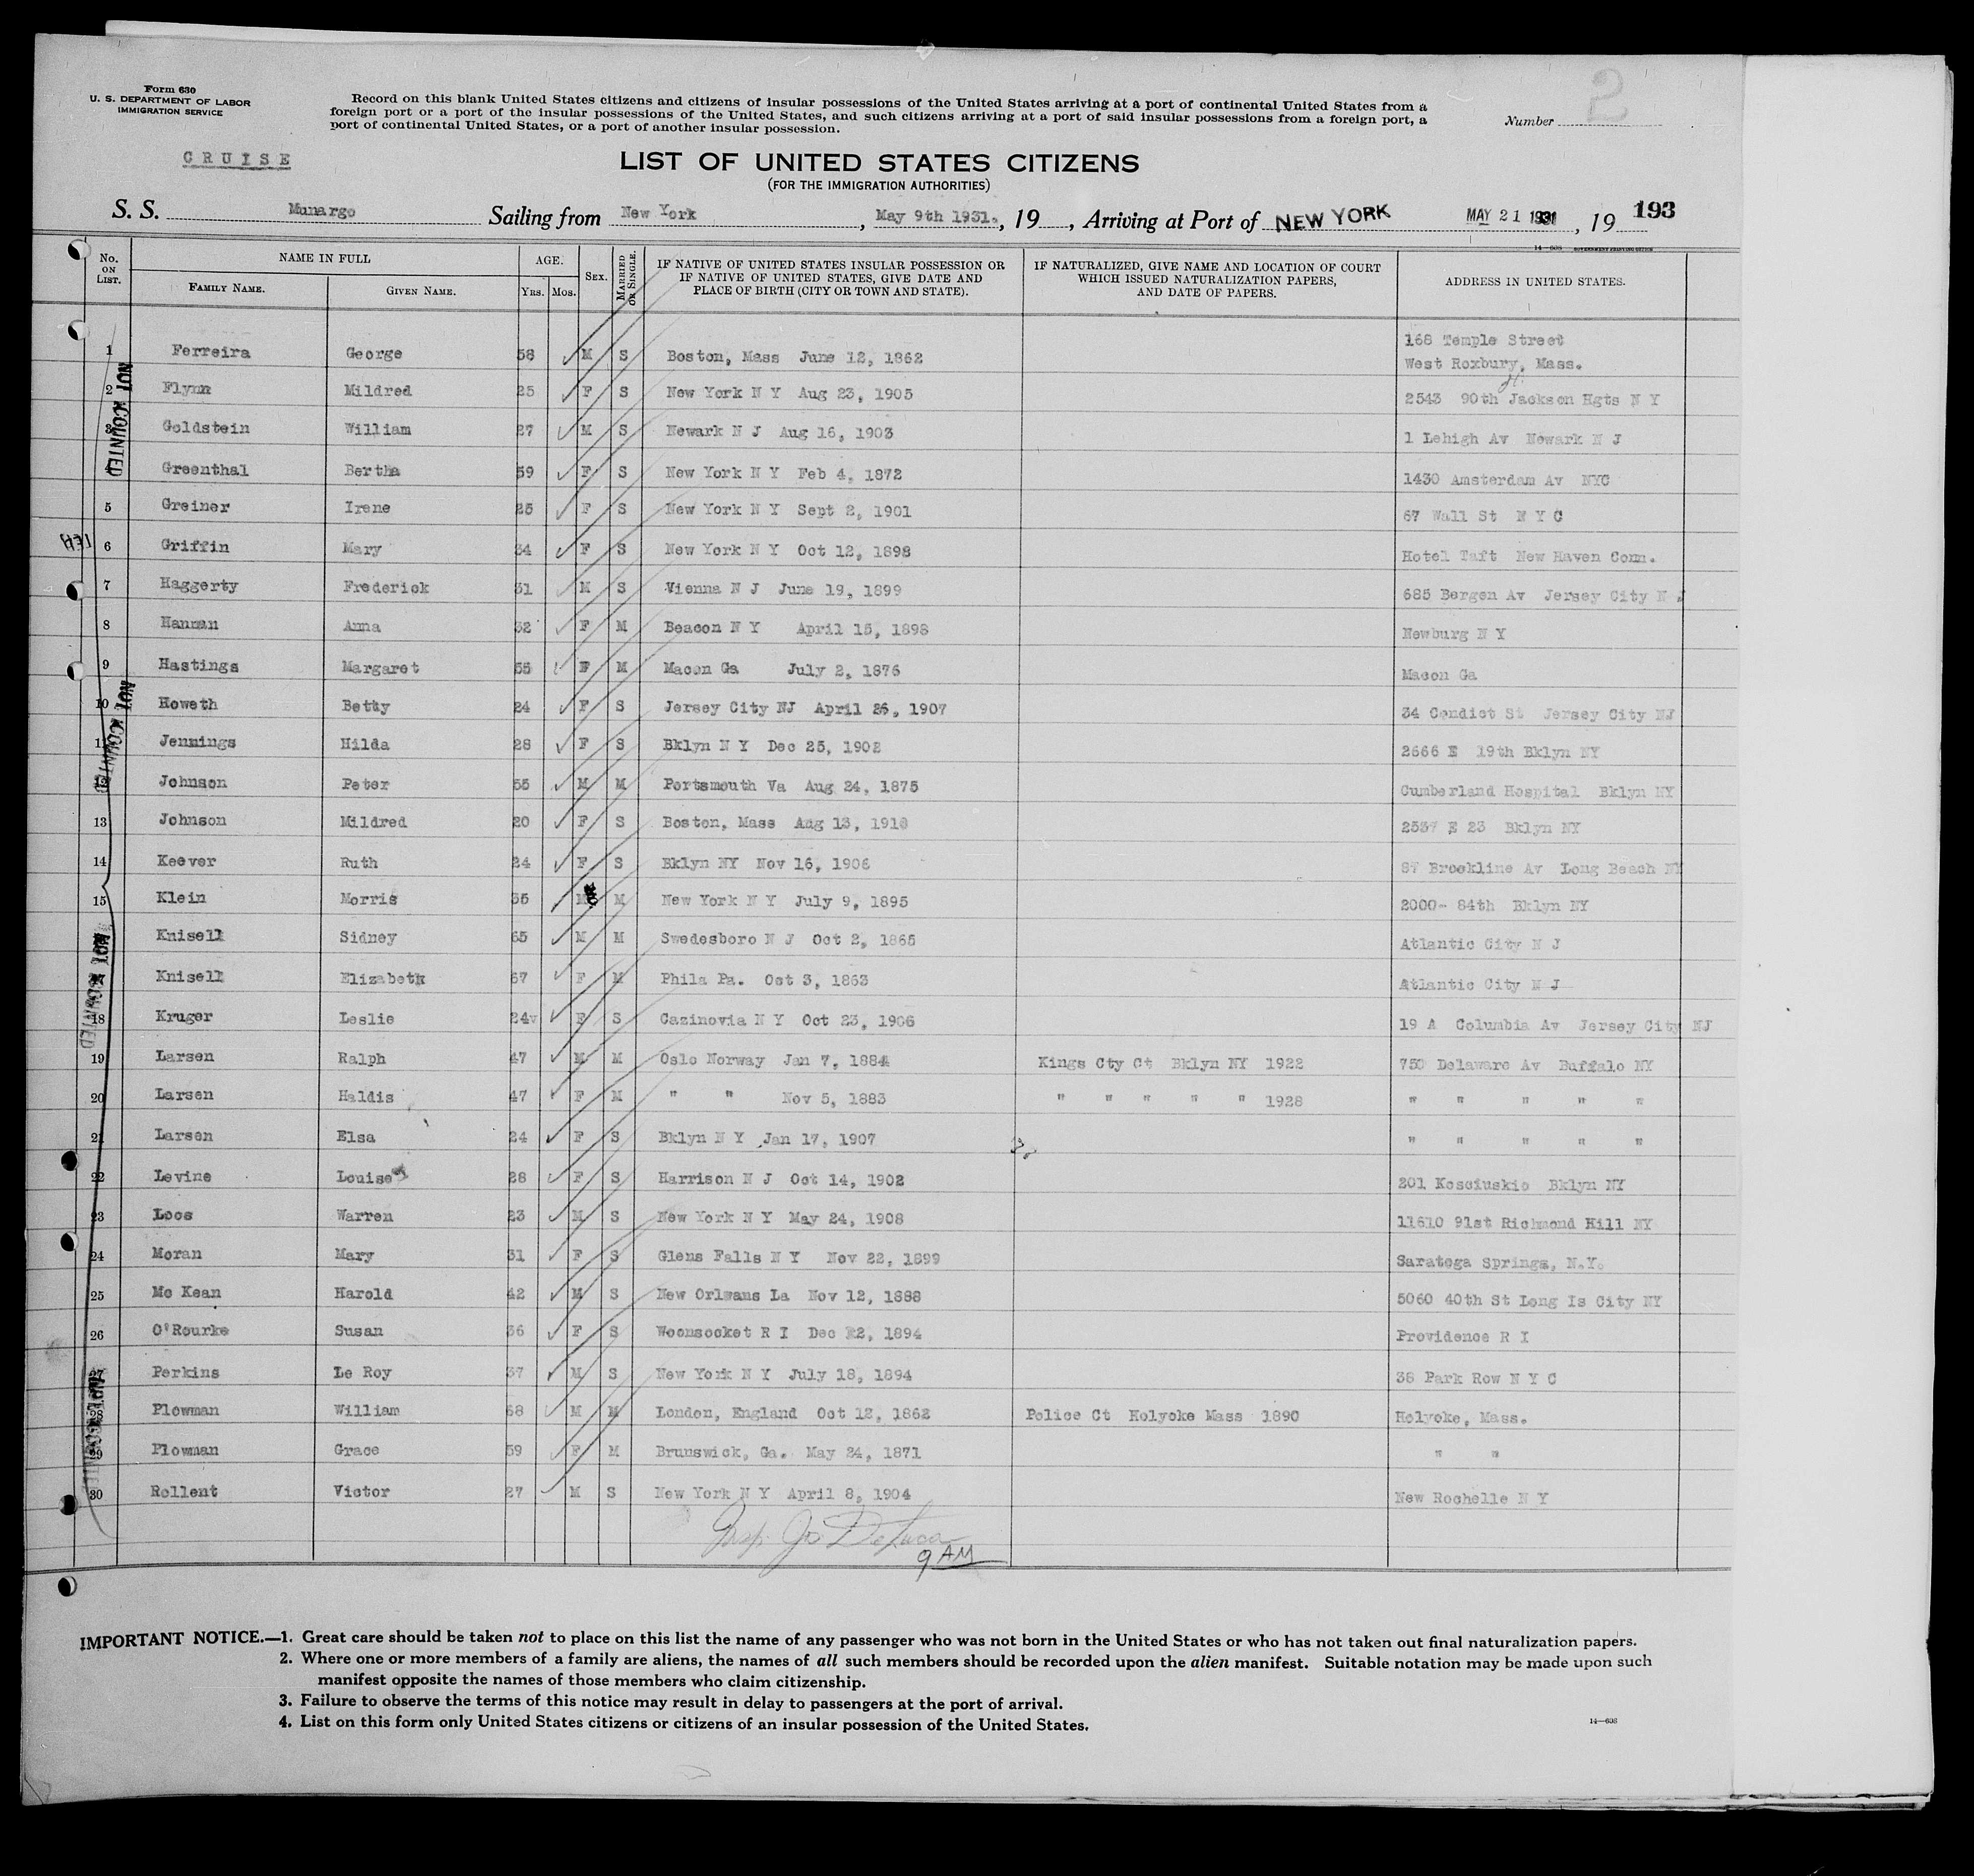 Form 630
U. S. DEPARTMENT OF LABOR
IMMIGRATION SERVICE
Record on this blank United States citizens and citizens of insular possessions of the United States arriving at a port of continental United States from a
foreign port or a port of the insular possessions of the United States, and such citizens arriving at a port of said insular possessions from a foreign port, a
port of continental United States, or a port of another insular possession.
Number 2
CRUISE
LIST OF UNITED STATES CITIZENS
(FOR THE IMMIGRATION AUTHORITIES)
S. S. Munargo Sailing from New York, May 9th 1931., 19, Arriving at Port of NEW YORK MAY 21 1931, 19 193
14—608 GOVERNMENT PRINTING OFFICE
No. ON LIST. NAME IN FULL FAMILY NAME. GIVEN NAME. AGE. YRS. MOS. SEX. MARRIED OR SINGLE. IF NATIVE OF UNITED STATES INSULAR POSSESSION OR IF NATIVE OF UNITED STATES, GIVE DATE AND PLACE OF BIRTH (CITY OR TOWN AND STATE). IF NATURALIZED, GIVE NAME AND LOCATION OF COURT WHICH ISSUED NATURALIZATION PAPERS, AND DATE OF PAPERS. ADDRESS IN UNITED STATES.
1 Ferreira George 58 M S Boston, Mass June 12, 1862 168 Temple Street West Roxbury, Mass.
2 Flynn Mildred 25 F S New York N Y Aug 23, 1905 2543 90th Jackson Hgts N Y
3 Goldstein William 27 M S Newark N J Aug 16, 1903 1 Lehigh Av Newark N J
4 Greenthal Bertha 59 F S New York N Y Feb 4, 1872 1430 Amsterdam Av NYC
5 Greiner Irene 25 F S New York N Y Sept 2, 1901 67 Wall St N Y C
6 Griffin Mary 34 F S New York N Y Oct 12, 1898 Hotel Taft New Haven Conn.
7 Haggerty Frederick 31 M S Vienna N J June 19, 1899 685 Bergen Av Jersey City N J
8 Hannan Anna 32 F M Beacon N Y April 15, 1898 Newburg N Y
9 Hastings Margaret 55 F M Macon Ga July 2, 1876 Macon Ga
10 Howeth Betty 24 F S Jersey City NJ April 26, 1907 34 Condict St Jersey City NJ
11 Jennings Hilda 28 F S Bklyn N Y Dec 25, 1902 2666 E 19th Bklyn NY
12 Johnson Peter 55 M M Portsmouth Va Aug 24, 1875 Cumberland Hospital Bklyn NY
13 Johnson Mildred 20 F S Boston, Mass Aug 13, 1910 2537 E 23 Bklyn NY
14 Keever Ruth 24 F S Bklyn NY Nov 16, 1906 87 Brookline Av Long Beach NY
15 Klein Morris 35 M M New York N Y July 9, 1895 2000- 84th Bklyn NY
Knisell Sidney 65 M M Swedesboro N J Oct 2, 1865 Atlantic City N J
Knisell Elizabeth 67 F M Phila Pa. Oct 3, 1863 Atlantic City N J
18 Kruger Leslie 24 F S Cazinovia N Y Oct 23, 1906 19 A Columbia Av Jersey City NJ
19 Larsen Ralph 47 M M Oslo Norway Jan 7, 1884 Kings Cty Ct Bklyn NY 1922 750 Delaware Av Buffalo NY
20 Larsen Haldis 47 F M " " Nov 5, 1883 " " " " " 1928 " " " " "
21 Larsen Elsa 24 F S Bklyn N Y Jan 17, 1907 " " " " "
22 Levine Louise 28 F S Harrison N J Oct 14, 1902 201 Kosciuskio Bklyn NY
23 Loos Warren 23 M S New York N Y May 24, 1908 11610 91st Richmond Hill NY
24 Moran Mary 31 F S Glens Falls N Y Nov 22, 1899 Saratoga Springs, N.Y.
25 Mc Kean Harold 42 M S New Orlwans La Nov 12, 1888 5060 40th St Long Is City NY
26 O'Rourke Susan 36 F S Woonsocket R I Dec 22, 1894 Providence R I
27 Perkins Le Roy 37 M S New York N Y July 18, 1894 38 Park Row N Y C
28 Plowman William 68 M M London, England Oct 12, 1862 Police Ct Holyoke Mass 1890 Holyoke, Mass.
29 Plowman Grace 59 F M Brunswick, Ga. May 24, 1871 " "
30 Rellent Victor 27 M S New York N Y April 8, 1904 New Rochelle N Y
NOT COUNTED
NOT COUNTED
NOT COUNTED
NOT COUNTED
Insp. Jos DeLuca
9 AM
IMPORTANT NOTICE.—1. Great care should be taken not to place on this list the name of any passenger who was not born in the United States or who has not taken out final naturalization papers.
2. Where one or more members of a family are aliens, the names of all such members should be recorded upon the alien manifest. Suitable notation may be made upon such
manifest opposite the names of those members who claim citizenship.
3. Failure to observe the terms of this notice may result in delay to passengers at the port of arrival.
4. List on this form only United States citizens or citizens of an insular possession of the United States.
14—608